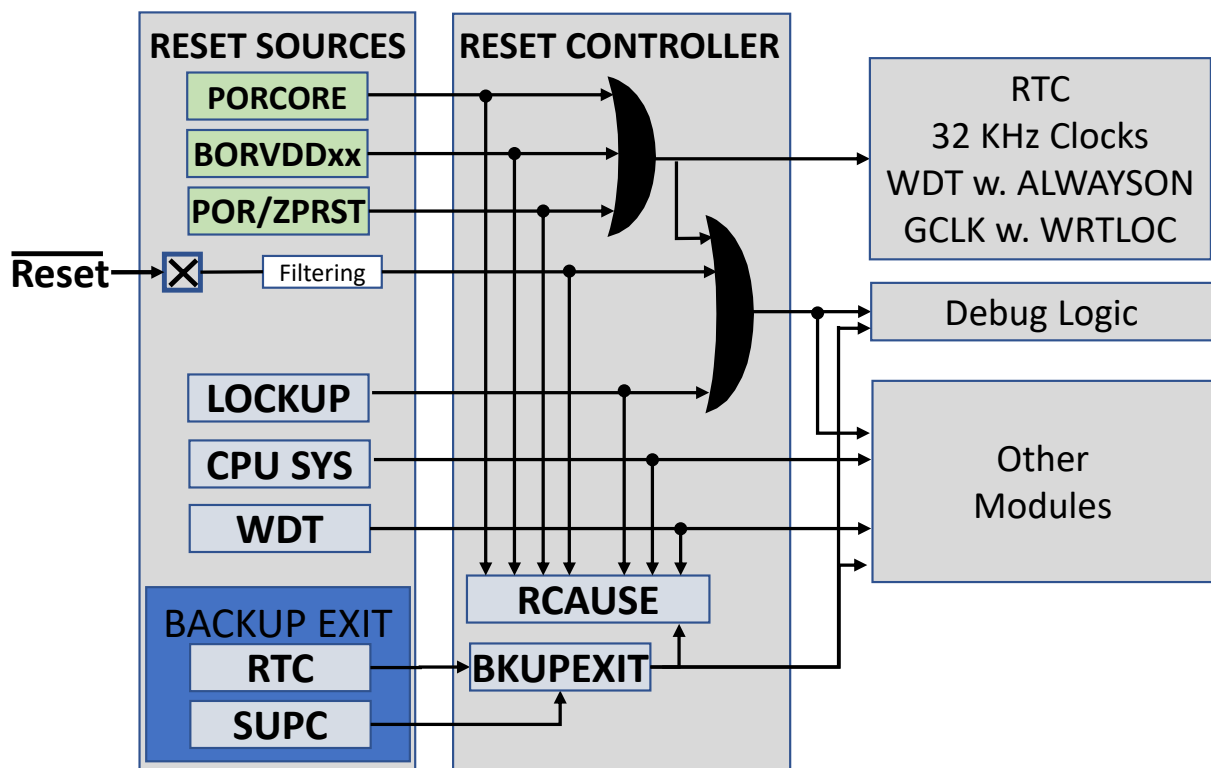 RESET SOURCES
RESET CONTROLLER
PORCORE
BORVDDxx
POR/ZPRST
Reset
Filtering
LOCKUP
CPU SYS
WDT
RCAUSE
BACKUP EXIT
RTC
BKUPEXIT
SUPC
RTC
32 KHz Clocks
WDT w. ALWAYSON
GCLK w. WRTLOC
Debug Logic
Other
Modules